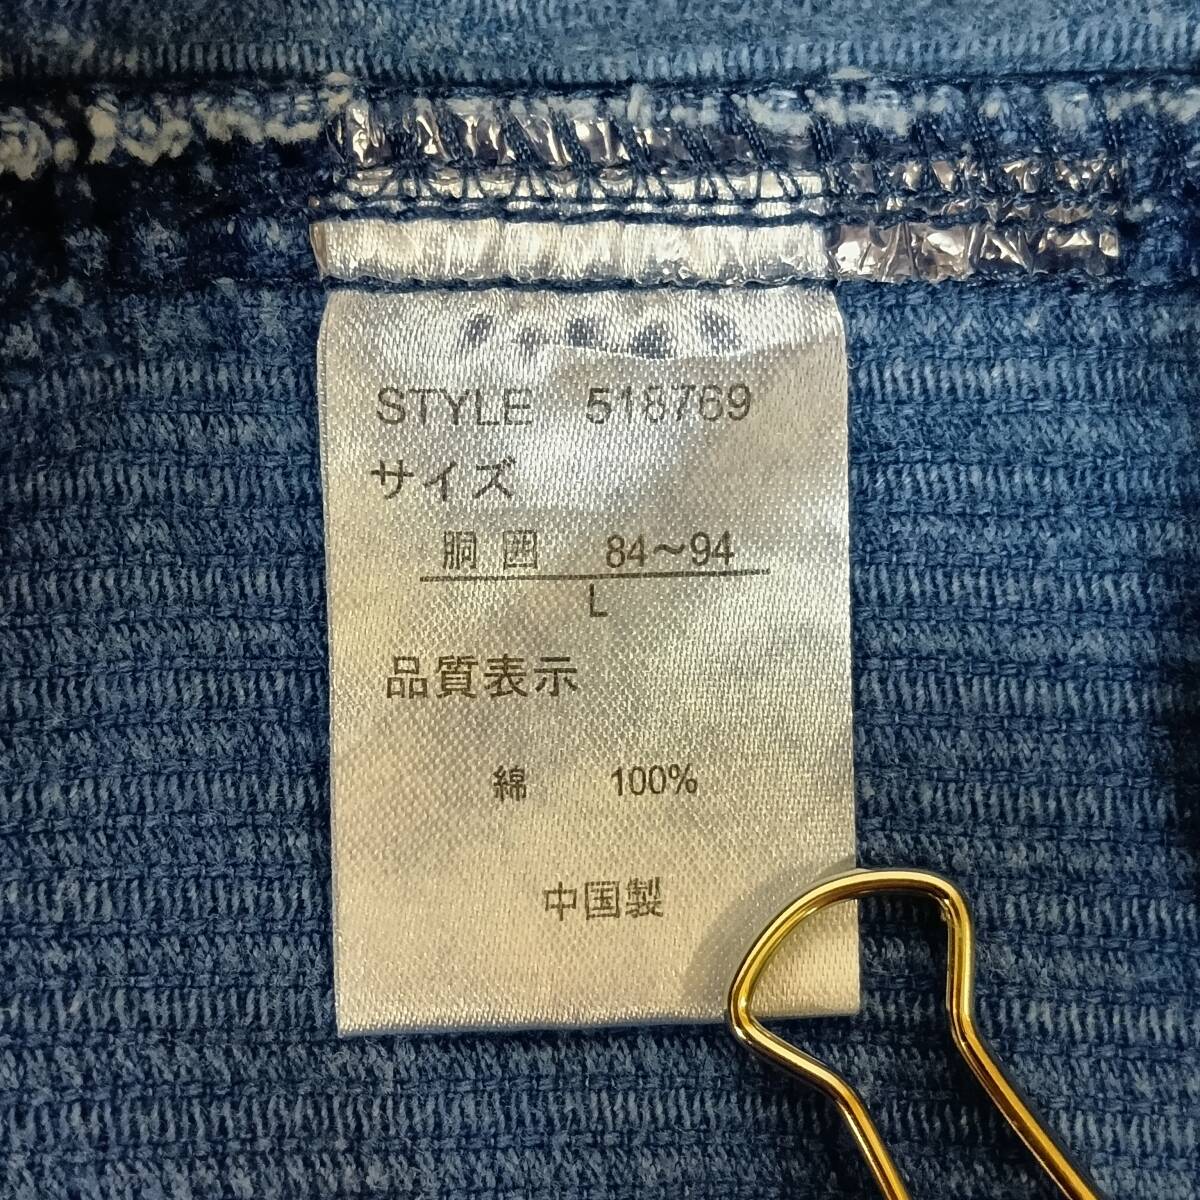 STYLE 518769
サイズ
胴囲 84～94
L
品質表示
綿 100%
中国製